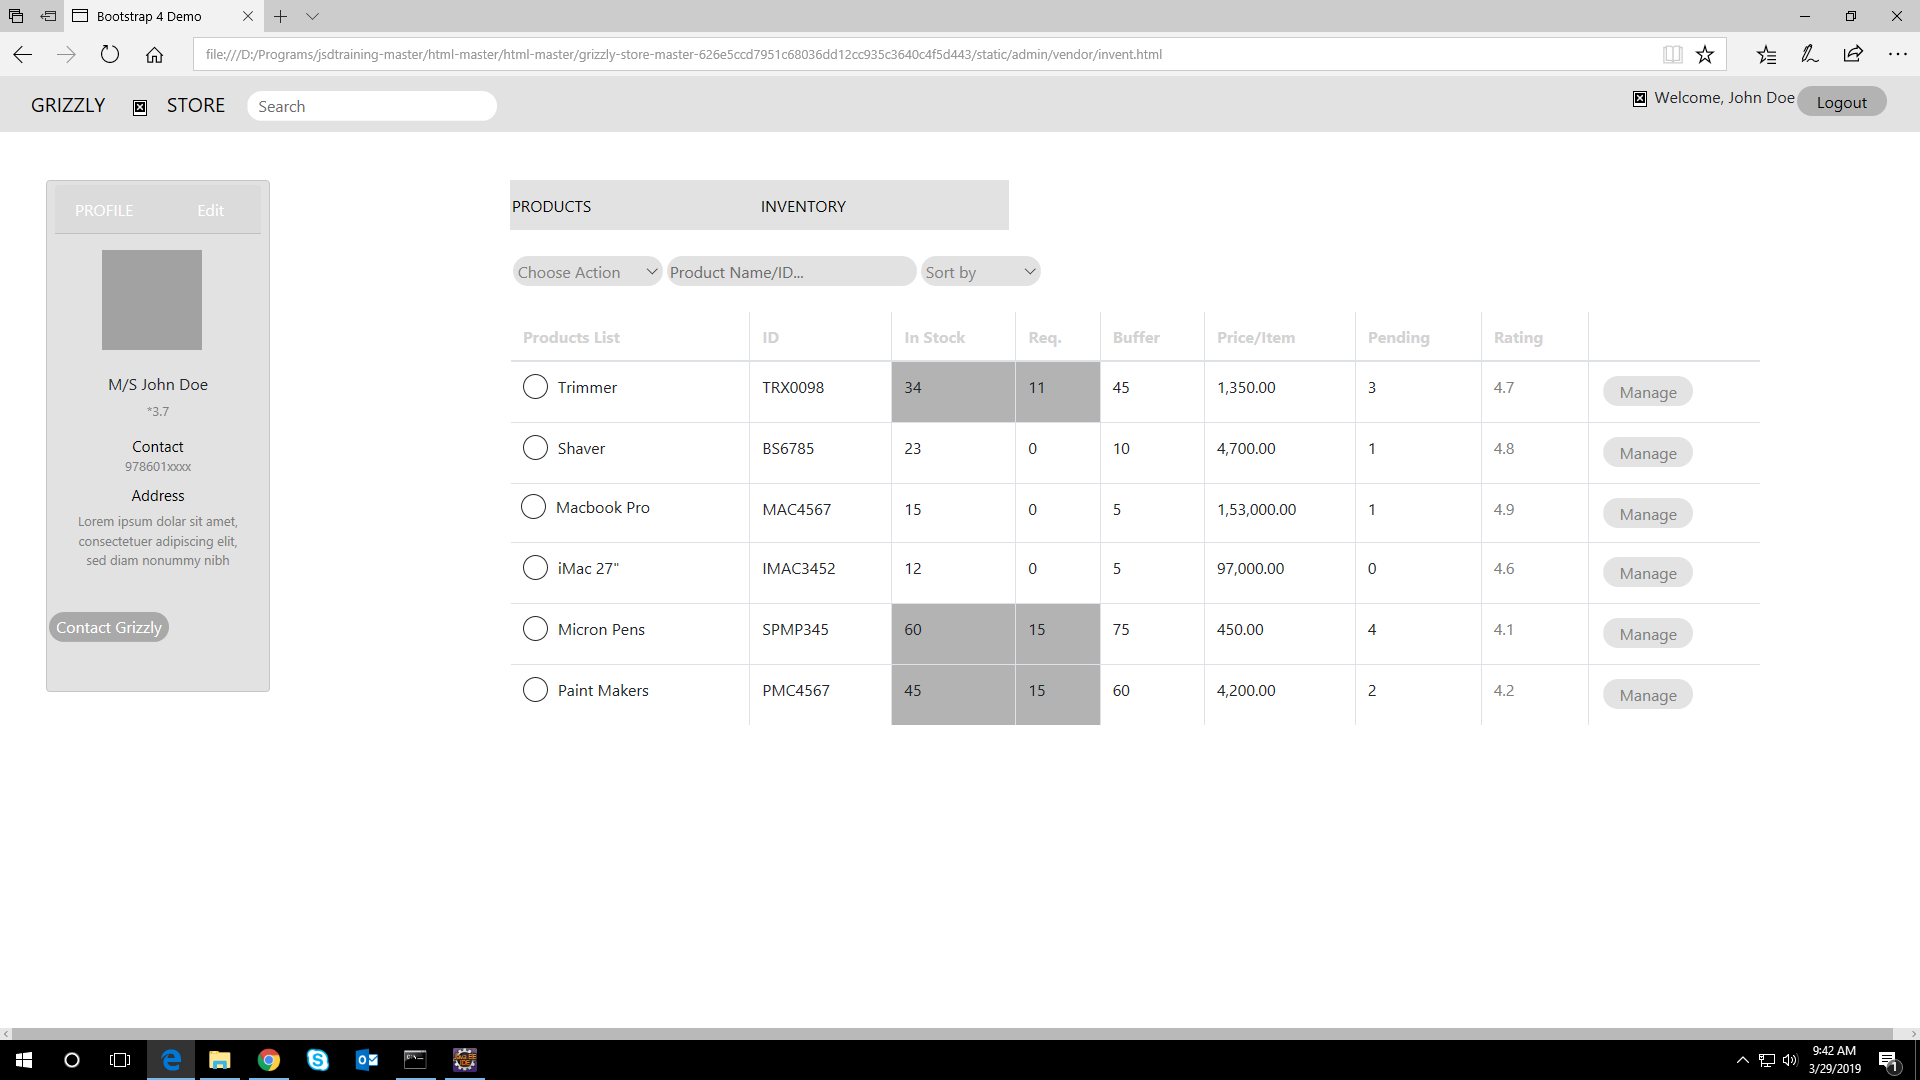 Bootstrap 4 Demo
file:///D:/Programs/jsdtraining-master/html-master/html-master/grizzly-store-master-626e5ccd7951c68036dd12cc935c3640c4f5d443/static/admin/vendor/invent.html
GRIZZLY STORE Search Welcome, John Doe Logout
PROFILE Edit
M/S John Doe
*3.7
Contact
978601xxxx
Address
Lorem ipsum dolar sit amet,
consectetuer adipiscing elit,
sed diam nonummy nibh
Contact Grizzly
PRODUCTS INVENTORY
Choose Action Product Name/ID... Sort by
Products List ID In Stock Req. Buffer Price/Item Pending Rating
Trimmer TRX0098 34 11 45 1,350.00 3 4.7 Manage
Shaver BS6785 23 0 10 4,700.00 1 4.8 Manage
Macbook Pro MAC4567 15 0 5 1,53,000.00 1 4.9 Manage
iMac 27" IMAC3452 12 0 5 97,000.00 0 4.6 Manage
Micron Pens SPMP345 60 15 75 450.00 4 4.1 Manage
Paint Makers PMC4567 45 15 60 4,200.00 2 4.2 Manage
9:42 AM
3/29/2019
1